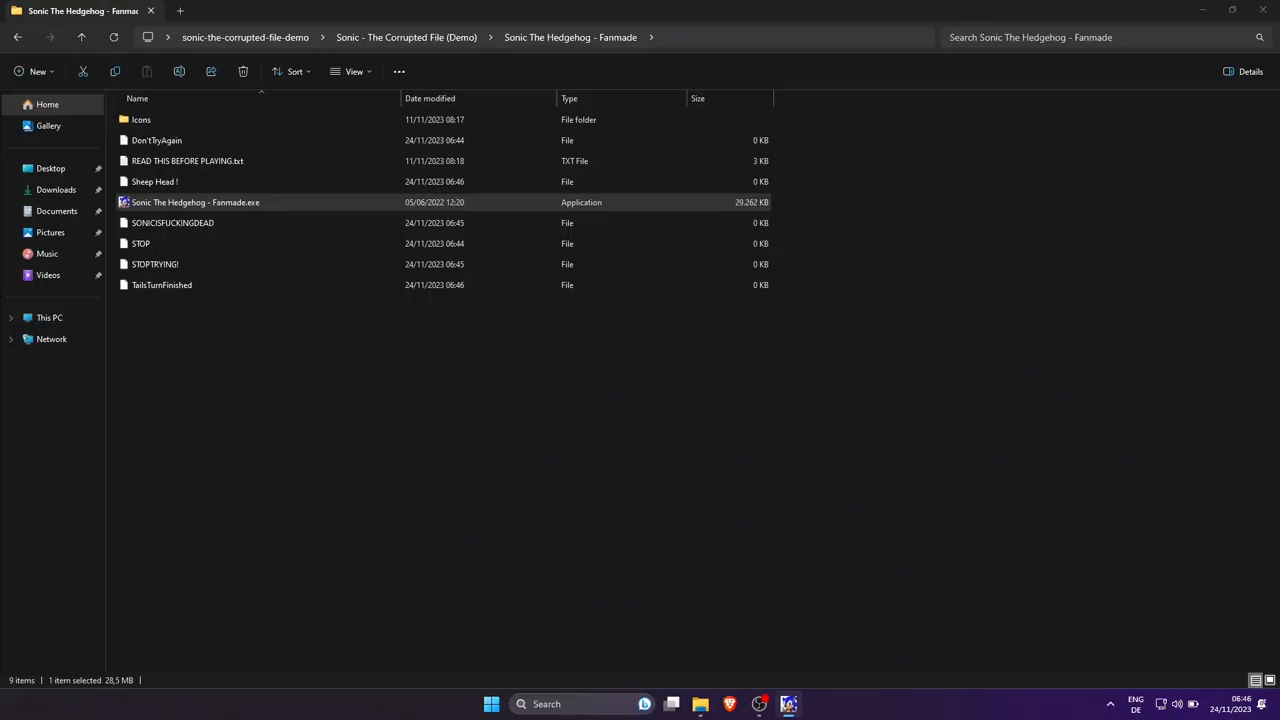 Sonic The Hedgehog - Fanmac
sonic-the-corrupted-file-demo > Sonic - The Corrupted File (Demo) > Sonic The Hedgehog - Fanmade > Search Sonic The Hedgehog - Fanmade
New Sort View ... Details
Name Date modified Type Size
Home
Gallery
Desktop
Downloads
Documents
Pictures
Music
Videos
This PC
Network
Icons 11/11/2023 08:17 File folder
Don'tTryAgain 24/11/2023 06:44 File 0 KB
READ THIS BEFORE PLAYING.txt 11/11/2023 08:18 TXT File 3 KB
Sheep Head ! 24/11/2023 06:46 File 0 KB
Sonic The Hedgehog - Fanmade.exe 05/06/2022 12:20 Application 29.262 KB
SONICISFUCKINGDEAD 24/11/2023 06:45 File 0 KB
STOP 24/11/2023 06:44 File 0 KB
STOPTRYING! 24/11/2023 06:45 File 0 KB
TailsTurnFinished 24/11/2023 06:46 File 0 KB
9 items 1 item selected 28,5 MB
Search
ENG
DE
06:46
24/11/2023